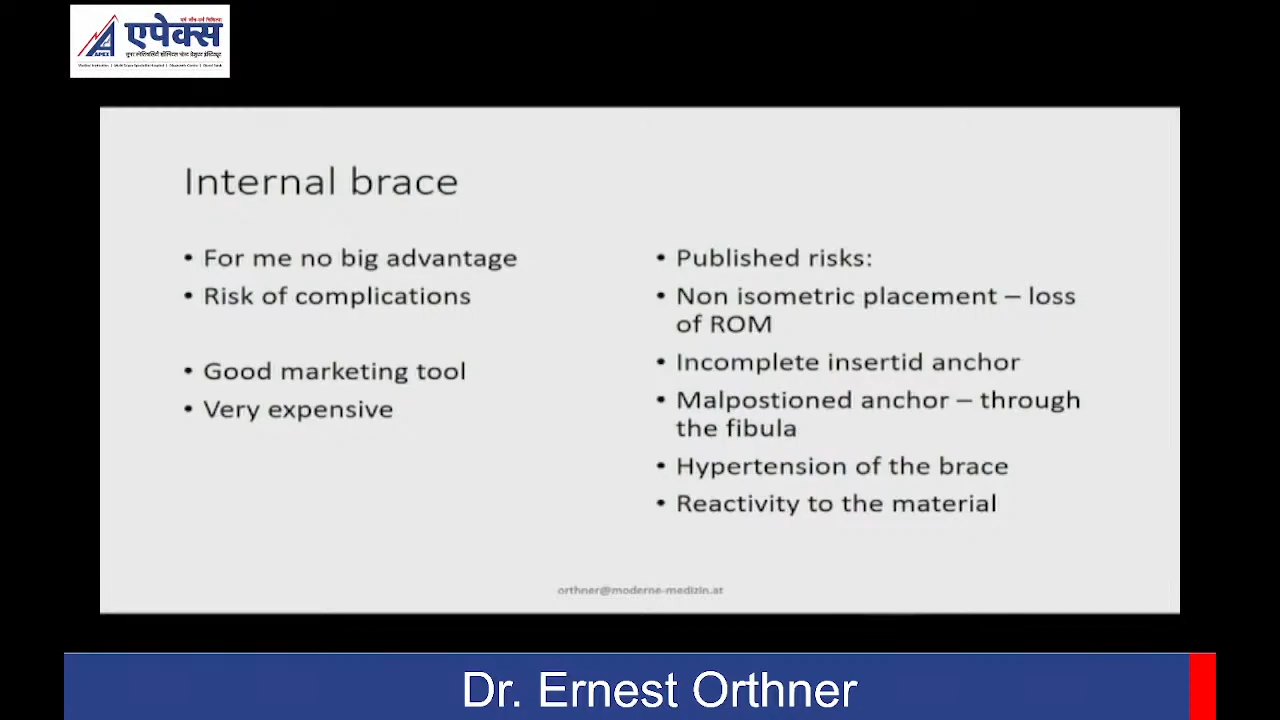 एपेक्स
APEX
Internal brace
• For me no big advantage
• Risk of complications
• Good marketing tool
• Very expensive
• Published risks:
• Non isometric placement – loss
of ROM
• Incomplete insertid anchor
• Malpostioned anchor – through
the fibula
• Hypertension of the brace
• Reactivity to the material
orthner@moderne-medizin.at
Dr. Ernest Orthner